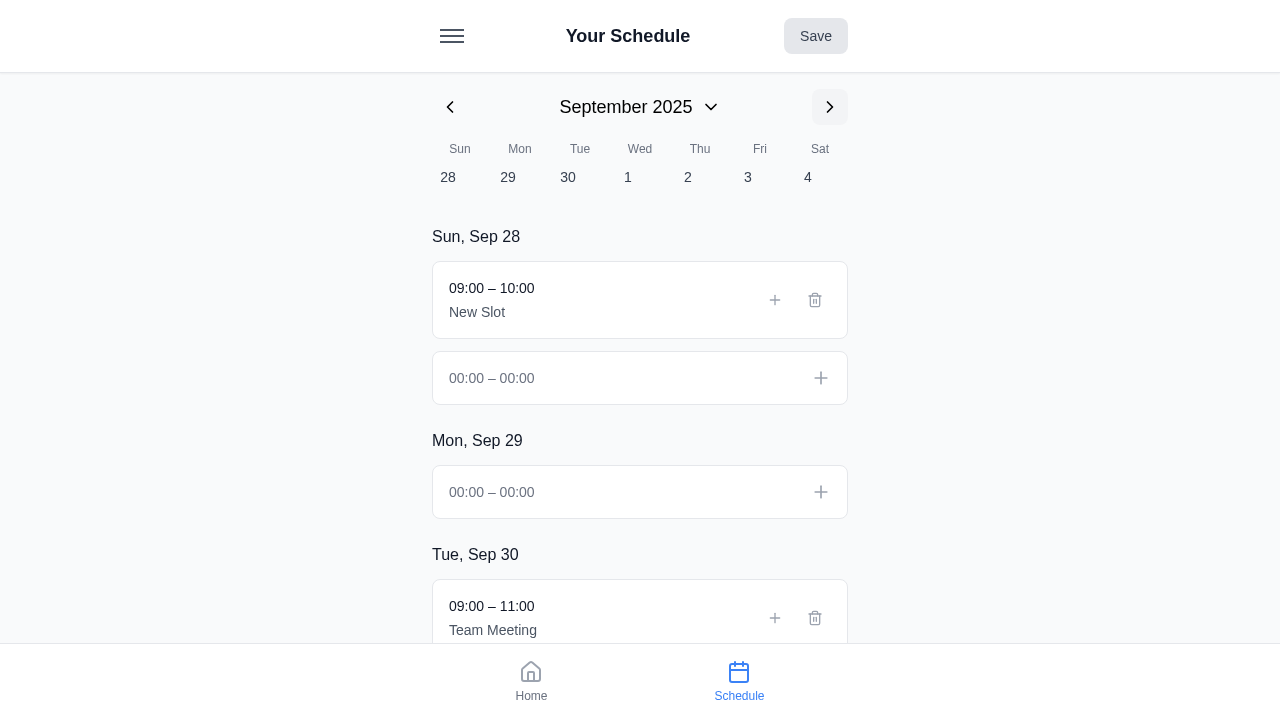 Your Schedule
Save
September 2025
Sun Mon Tue Wed Thu Fri Sat
28 29 30 1 2 3 4
Sun, Sep 28
09:00 – 10:00
New Slot
00:00 – 00:00
Mon, Sep 29
00:00 – 00:00
Tue, Sep 30
09:00 – 11:00
Team Meeting
Home
Schedule